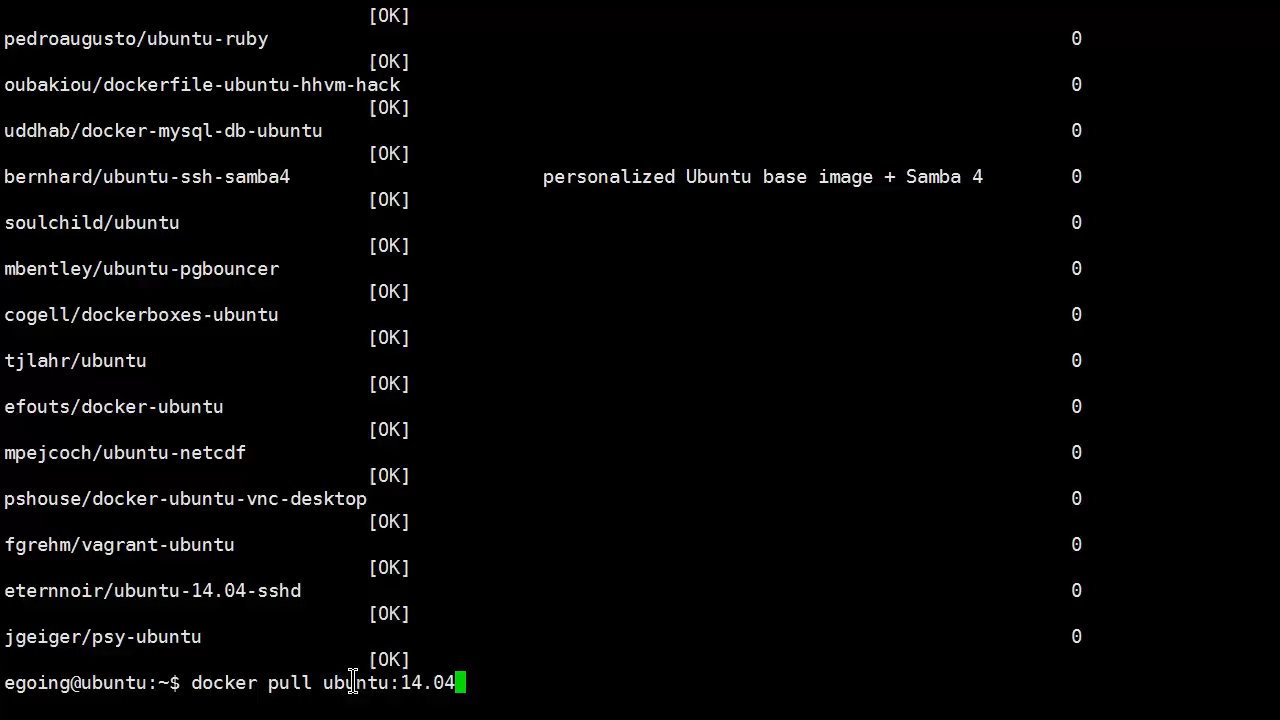 [OK]
pedroaugusto/ubuntu-ruby 0
[OK]
oubakiou/dockerfile-ubuntu-hhvm-hack 0
[OK]
uddhab/docker-mysql-db-ubuntu 0
[OK]
bernhard/ubuntu-ssh-samba4 personalized Ubuntu base image + Samba 4 0
[OK]
soulchild/ubuntu 0
[OK]
mbentley/ubuntu-pgbouncer 0
[OK]
cogell/dockerboxes-ubuntu 0
[OK]
tjlahr/ubuntu 0
[OK]
efouts/docker-ubuntu 0
[OK]
mpejcoch/ubuntu-netcdf 0
[OK]
pshouse/docker-ubuntu-vnc-desktop 0
[OK]
fgrehm/vagrant-ubuntu 0
[OK]
eternnoir/ubuntu-14.04-sshd 0
[OK]
jgeiger/psy-ubuntu 0
[OK]
egoing@ubuntu:~$ docker pull ubuntu:14.04